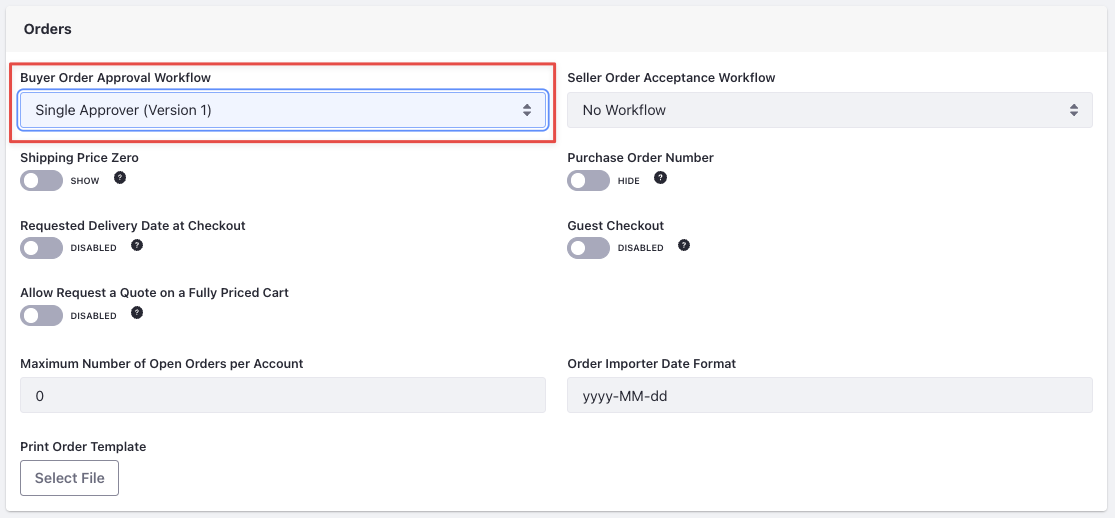 Orders
Buyer Order Approval Workflow
Single Approver (Version 1)
Seller Order Acceptance Workflow
No Workflow
Shipping Price Zero
SHOW ?
Purchase Order Number
HIDE ?
Requested Delivery Date at Checkout
DISABLED ?
Guest Checkout
DISABLED ?
Allow Request a Quote on a Fully Priced Cart
DISABLED ?
Maximum Number of Open Orders per Account
0
Order Importer Date Format
yyyy-MM-dd
Print Order Template
Select File